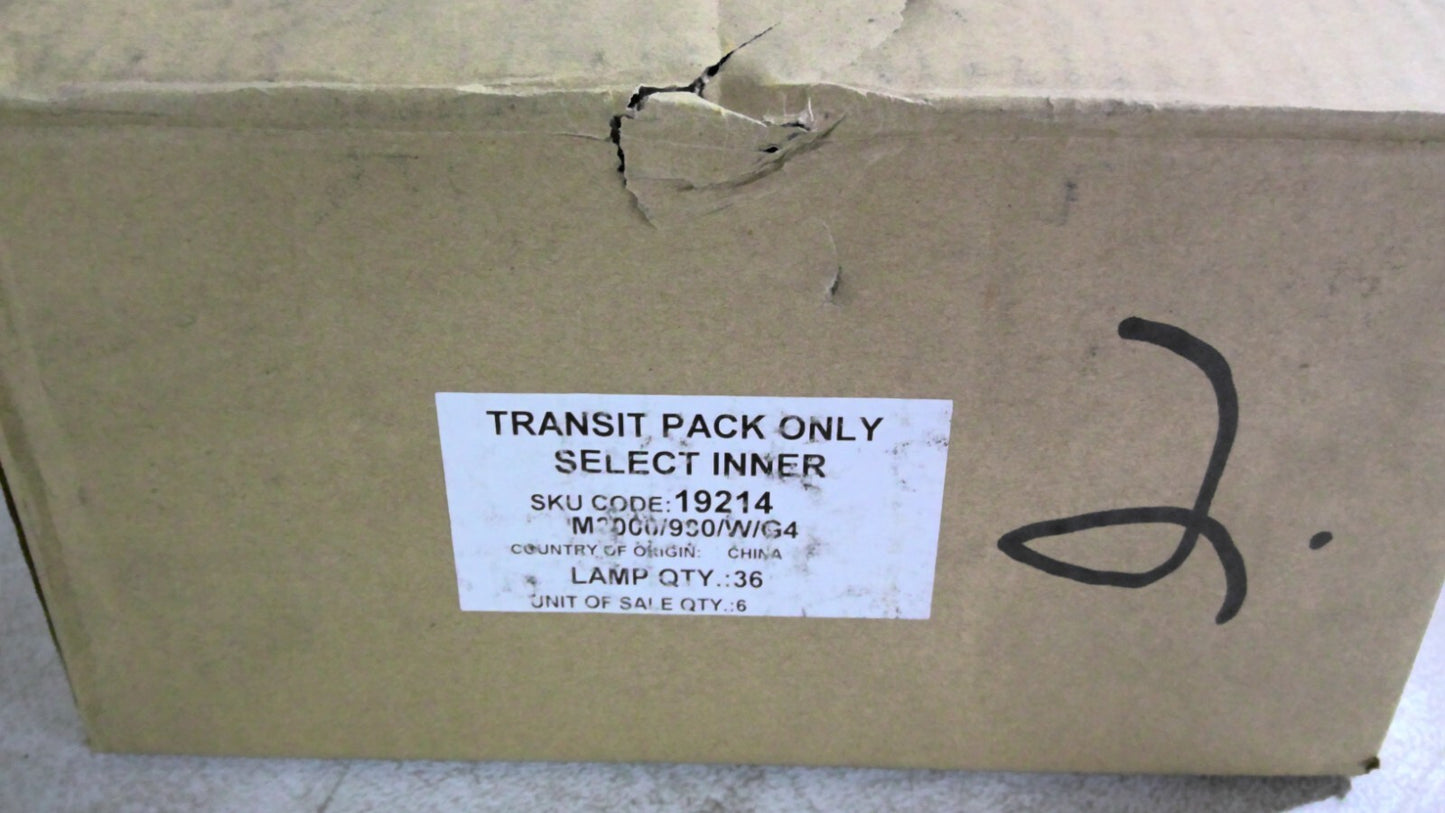 TRANSIT PACK ONLY
SELECT INNER
SKU CODE:19214
COUNTRY OF ORIGIN: CHINA
LAMP QTY.:36
UNIT OF SALE QTY.:6
2.